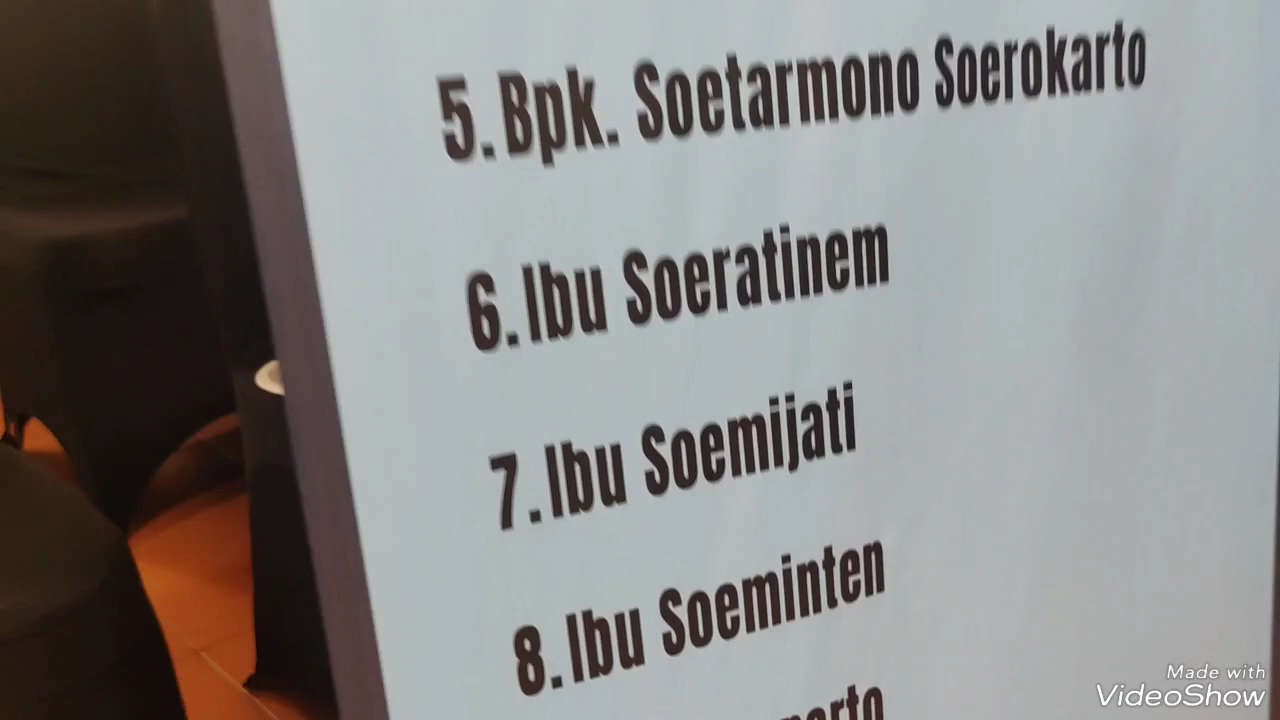 5. Bpk. Soetarmono Soerokarto
6. Ibu Soeratinem
7. Ibu Soemijati
8. Ibu Soeminten
Made with
VideoShow